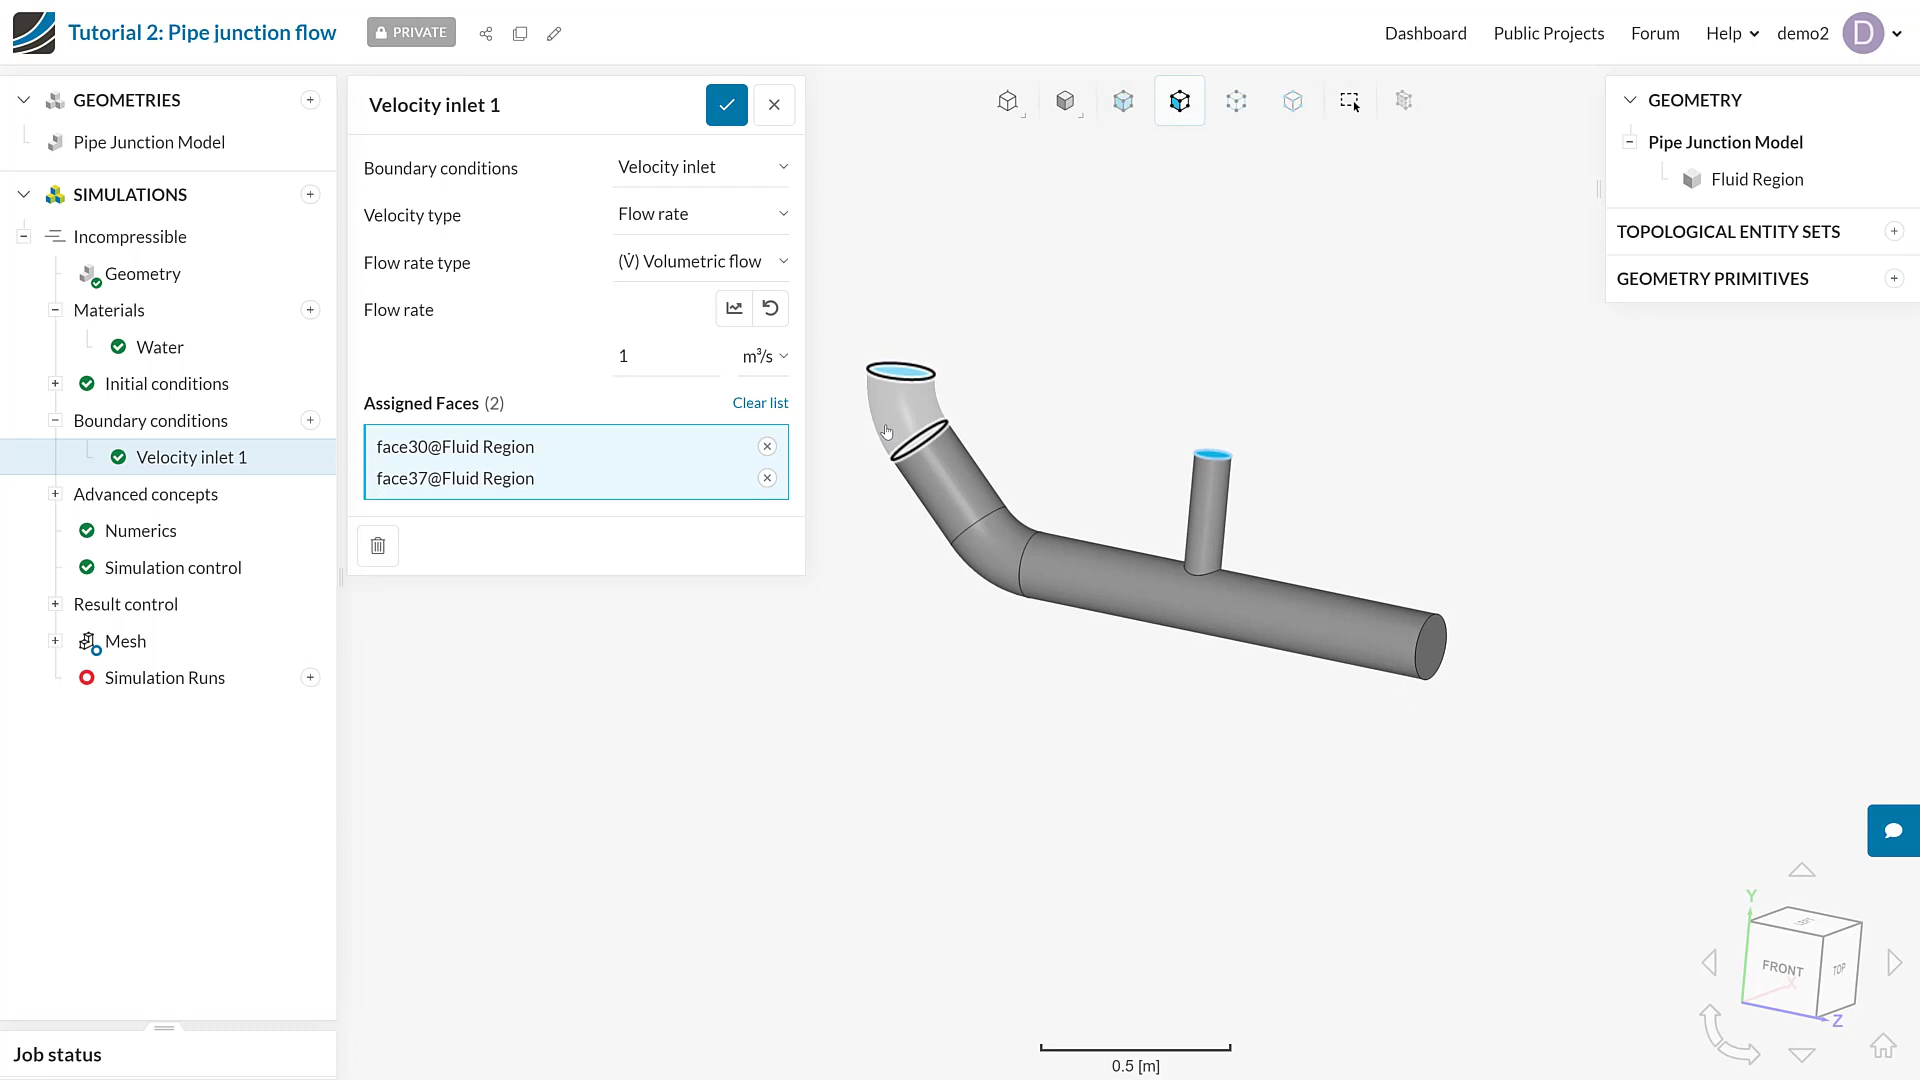 Tutorial 2: Pipe junction flow
PRIVATE
Dashboard
Public Projects
Forum
Help
demo2
D
GEOMETRIES
Pipe Junction Model
SIMULATIONS
Incompressible
Geometry
Materials
Water
Initial conditions
Boundary conditions
Velocity inlet 1
Advanced concepts
Numerics
Simulation control
Result control
Mesh
Simulation Runs
Job status
Velocity inlet 1
Boundary conditions Velocity inlet
Velocity type Flow rate
Flow rate type (V̇) Volumetric flow
Flow rate
1 m³/s
Assigned Faces (2) Clear list
face30@Fluid Region
face37@Fluid Region
0.5 [m]
GEOMETRY
Pipe Junction Model
Fluid Region
TOPOLOGICAL ENTITY SETS
GEOMETRY PRIMITIVES
Y
LEFT
FRONT
TOP
X
Z